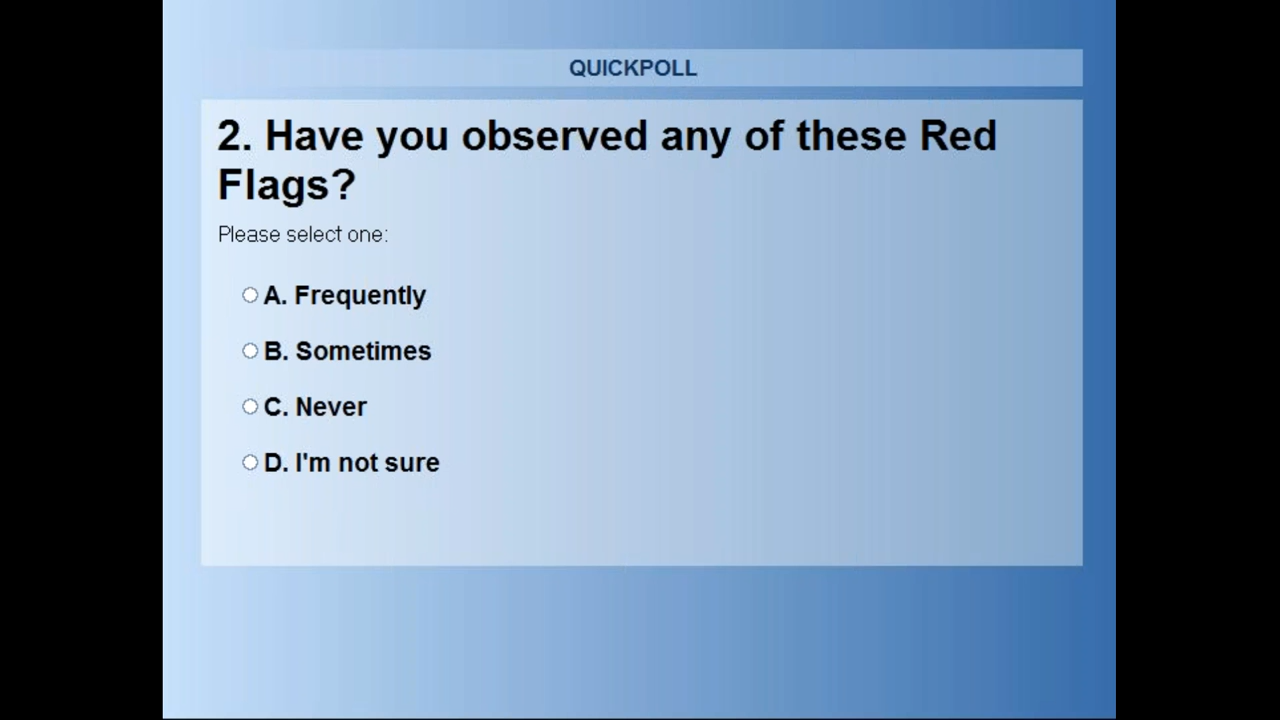 QUICKPOLL
2. Have you observed any of these Red
Flags?
Please select one:
A. Frequently
B. Sometimes
C. Never
D. I'm not sure